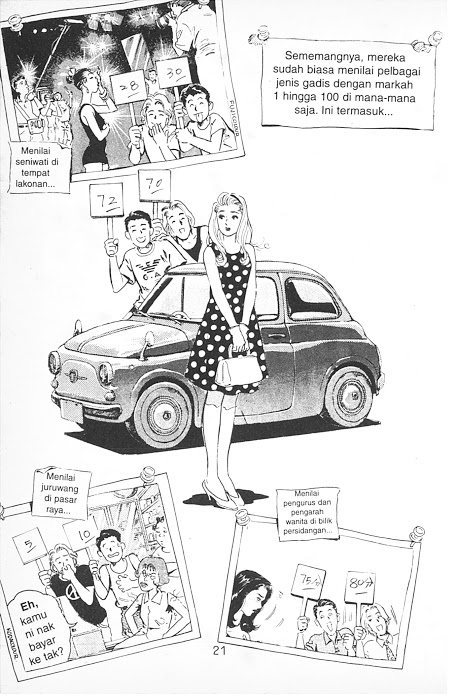 Sememangnya, mereka
sudah biasa menilai pelbagai
jenis gadis dengan markah
1 hingga 100 di mana-mana
saja. Ini termasuk...
28
30
Menilai
seniwati di
tempat
lakonan...
72
70
Menilai
juruwang
di pasar
raya...
5
10
Eh,
kamu
ni nak
bayar
ke tak?
Menilai
pengurus dan
pengarah
wanita di bilik
persidangan...
75
80
21